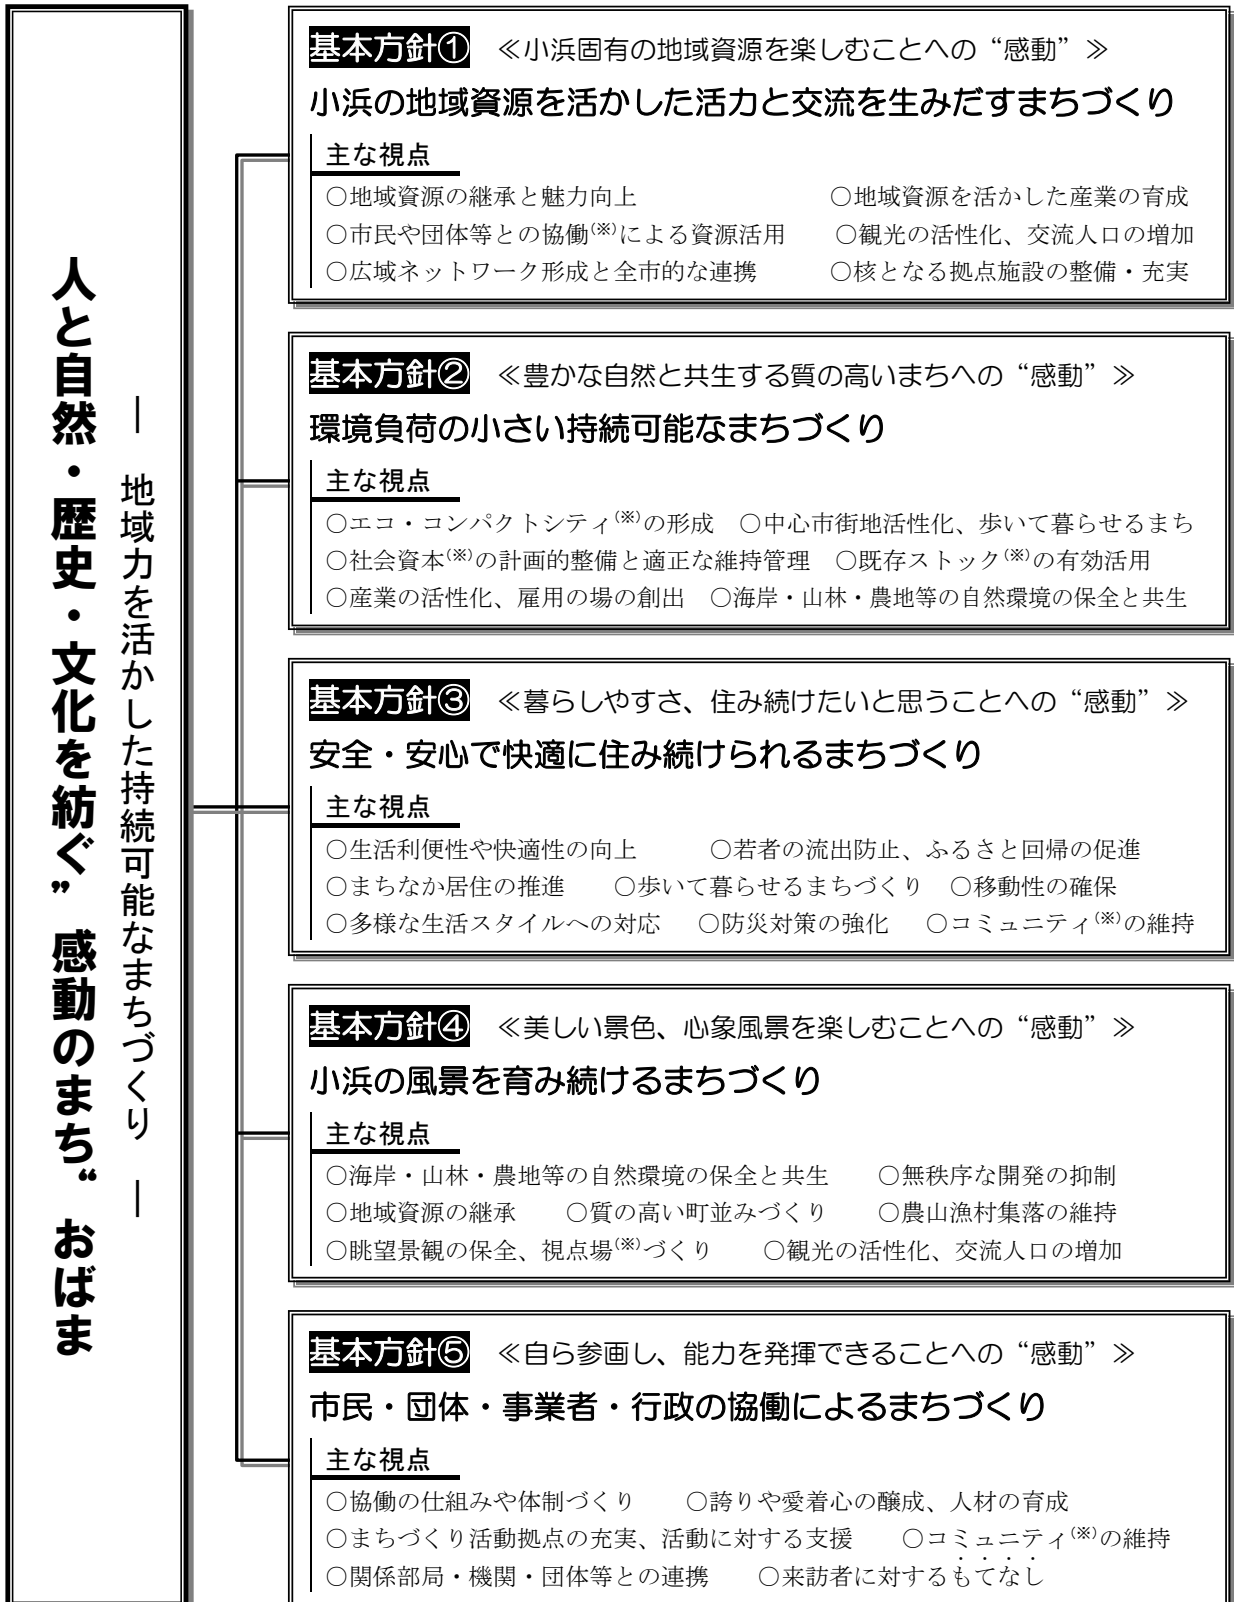 人と自然・歴史・文化を紡ぐ”感動のまち“おばま
― 地域力を活かした持続可能なまちづくり ―
基本方針① ≪小浜固有の地域資源を楽しむことへの“感動”≫
小浜の地域資源を活かした活力と交流を生みだすまちづくり
主な視点
○地域資源の継承と魅力向上 ○地域資源を活かした産業の育成
○市民や団体等との協働(※)による資源活用 ○観光の活性化、交流人口の増加
○広域ネットワーク形成と全市的な連携 ○核となる拠点施設の整備・充実
基本方針② ≪豊かな自然と共生する質の高いまちへの“感動”≫
環境負荷の小さい持続可能なまちづくり
主な視点
○エコ・コンパクトシティ(※)の形成 ○中心市街地活性化、歩いて暮らせるまち
○社会資本(※)の計画的整備と適正な維持管理 ○既存ストック(※)の有効活用
○産業の活性化、雇用の場の創出 ○海岸・山林・農地等の自然環境の保全と共生
基本方針③ ≪暮らしやすさ、住み続けたいと思うことへの“感動”≫
安全・安心で快適に住み続けられるまちづくり
主な視点
○生活利便性や快適性の向上 ○若者の流出防止、ふるさと回帰の促進
○まちなか居住の推進 ○歩いて暮らせるまちづくり ○移動性の確保
○多様な生活スタイルへの対応 ○防災対策の強化 ○コミュニティ(※)の維持
基本方針④ ≪美しい景色、心象風景を楽しむことへの“感動”≫
小浜の風景を育み続けるまちづくり
主な視点
○海岸・山林・農地等の自然環境の保全と共生 ○無秩序な開発の抑制
○地域資源の継承 ○質の高い町並みづくり ○農山漁村集落の維持
○眺望景観の保全、視点場(※)づくり ○観光の活性化、交流人口の増加
基本方針⑤ ≪自ら参画し、能力を発揮できることへの“感動”≫
市民・団体・事業者・行政の協働によるまちづくり
主な視点
○協働の仕組みや体制づくり ○誇りや愛着心の醸成、人材の育成
○まちづくり活動拠点の充実、活動に対する支援 ○コミュニティ(※)の維持
○関係部局・機関・団体等との連携 ○来訪者に対するもてなし